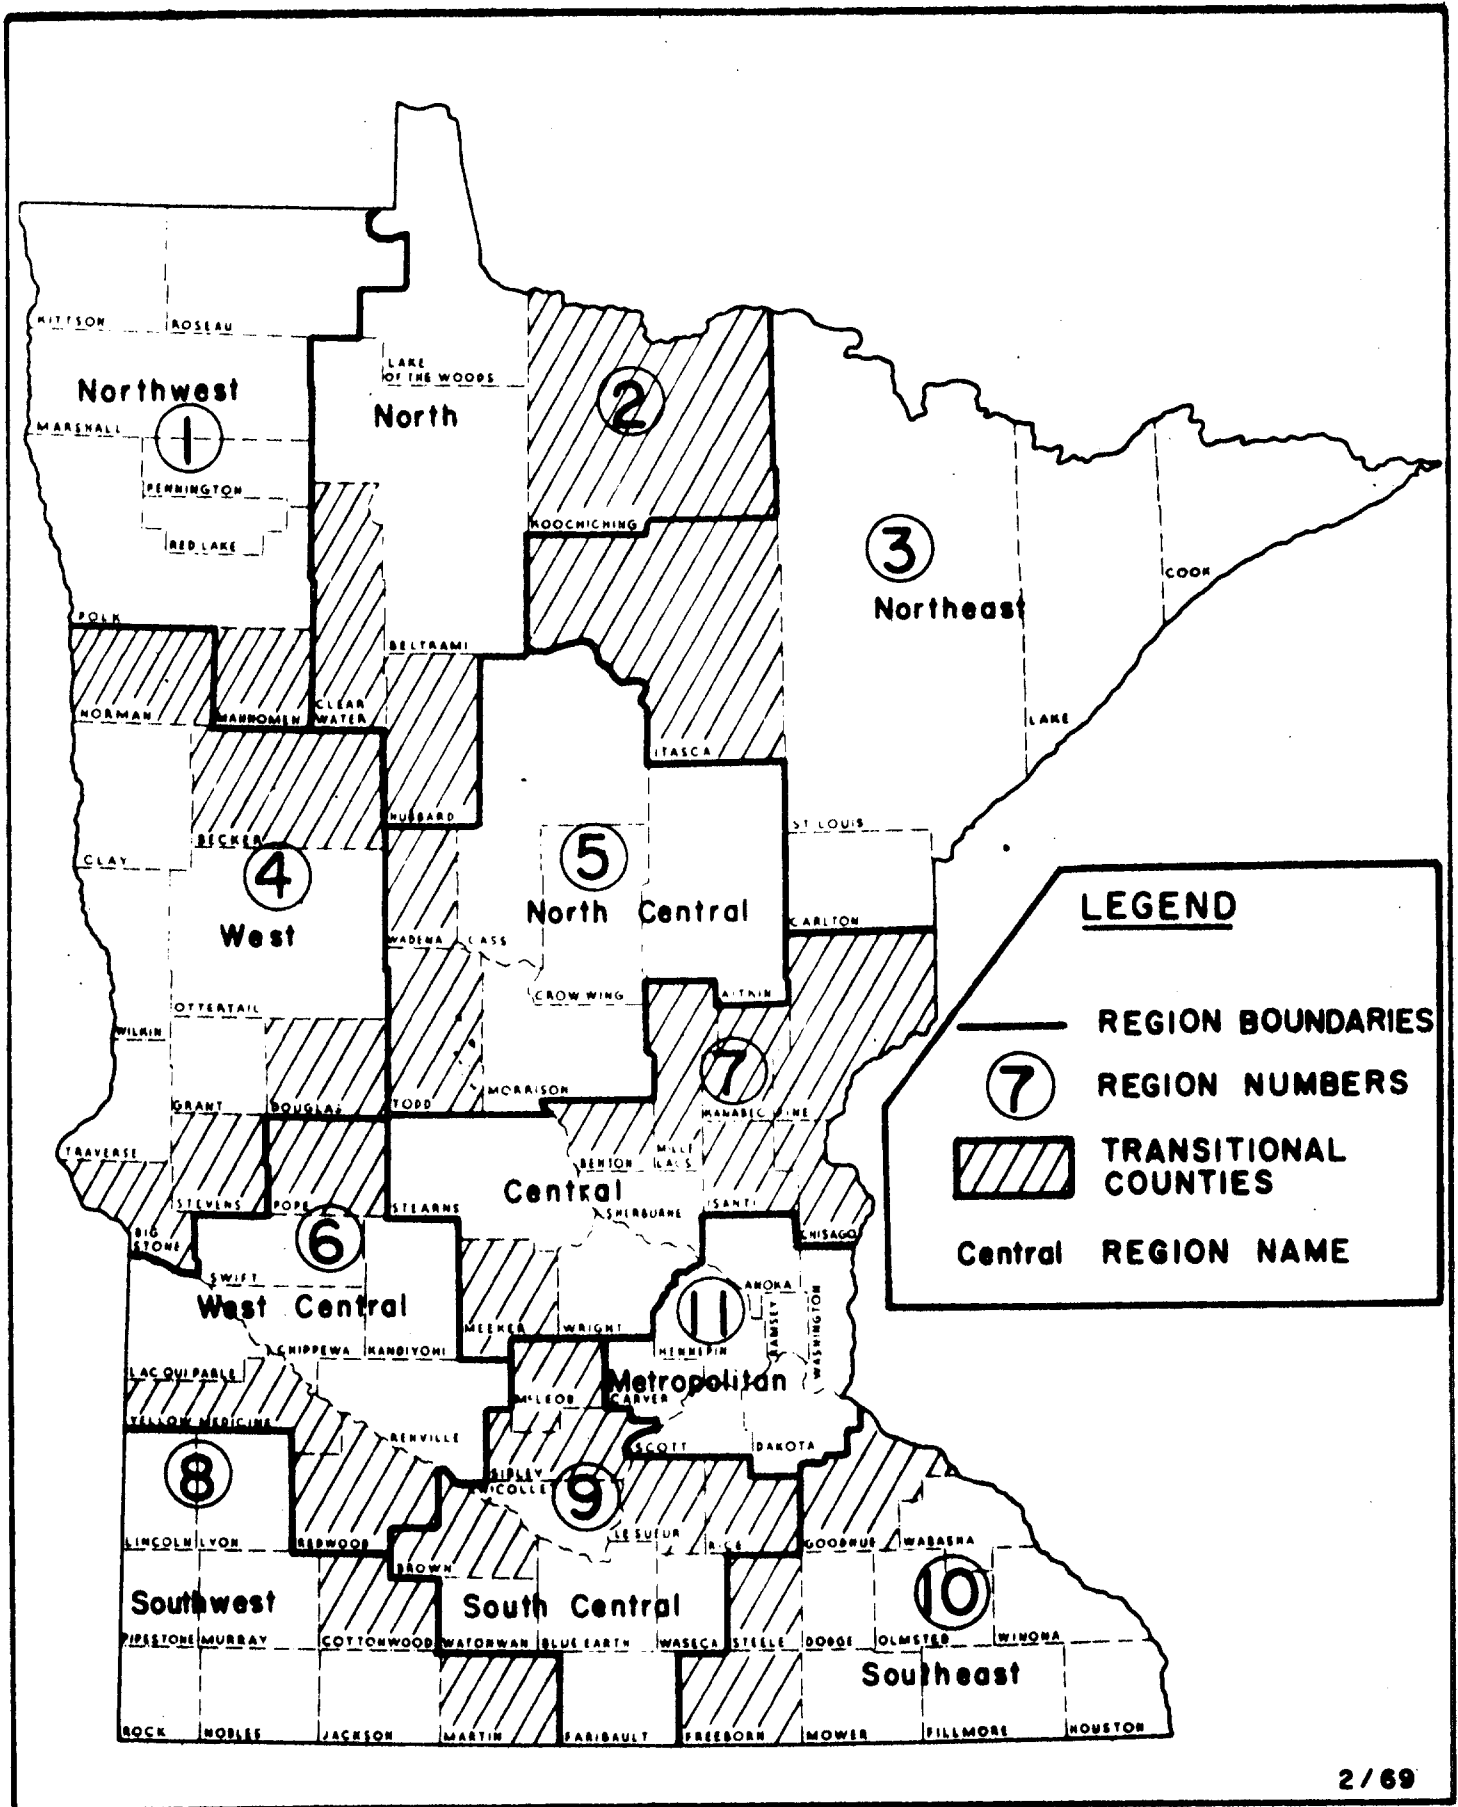 KITTSON
ROSEAU
LAKE
OF THE WOODS
Northwest
1
North
2
MARSHALL
PENNINGTON
RED LAKE
KOOCHICHING
3
Northeast
COOK
POLK
BELTRAMI
NORMAN
MAHNOMEN
CLEAR
WATER
LAKE
ITASCA
HUBBARD
ST LOUIS
BECKER
CLAY
4
West
5
North Central
CARLTON
WADENA
CASS
CROW WING
AITKIN
OTTERTAIL
WILKIN
7
MORRISON
GRANT
DOUGLAS
TODD
KANABEC
PINE
TRAVERSE
BENTON
MILLE
LACS
STEVENS
POPE
STEARNS
Central
SHERBURNE
ISANTI
CHISAGO
BIG
STONE
6
SWIFT
West Central
ANOKA
11
RAMSEY
WASHINGTON
MEEKER
WRIGHT
HENNEPIN
CHIPPEWA
KANDIYOHI
LAC QUI PARLE
Metropolitan
McLEOD
CARVER
YELLOW MEDICINE
RENVILLE
SCOTT
DAKOTA
8
SIBLEY
NICOLLET
9
LINCOLN
LYON
REDWOOD
LE SUEUR
RICE
GOODHUE
WABASHA
BROWN
10
Southwest
South Central
PIPESTONE
MURRAY
COTTONWOOD
WATONWAN
BLUE EARTH
WASECA
STEELE
DODGE
OLMSTED
WINONA
Southeast
ROCK
NOBLES
JACKSON
MARTIN
FARIBAULT
FREEBORN
MOWER
FILLMORE
HOUSTON
LEGEND
REGION BOUNDARIES
7 REGION NUMBERS
TRANSITIONAL
COUNTIES
Central REGION NAME
2/69